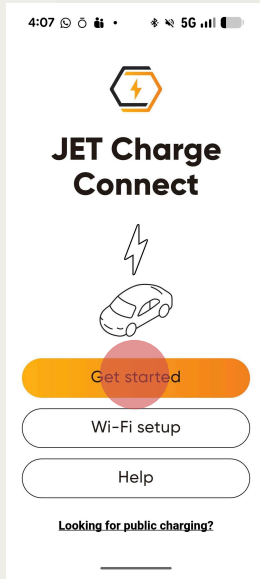 4:07 5G
JET Charge
Connect
Get started
Wi-Fi setup
Help
Looking for public charging?